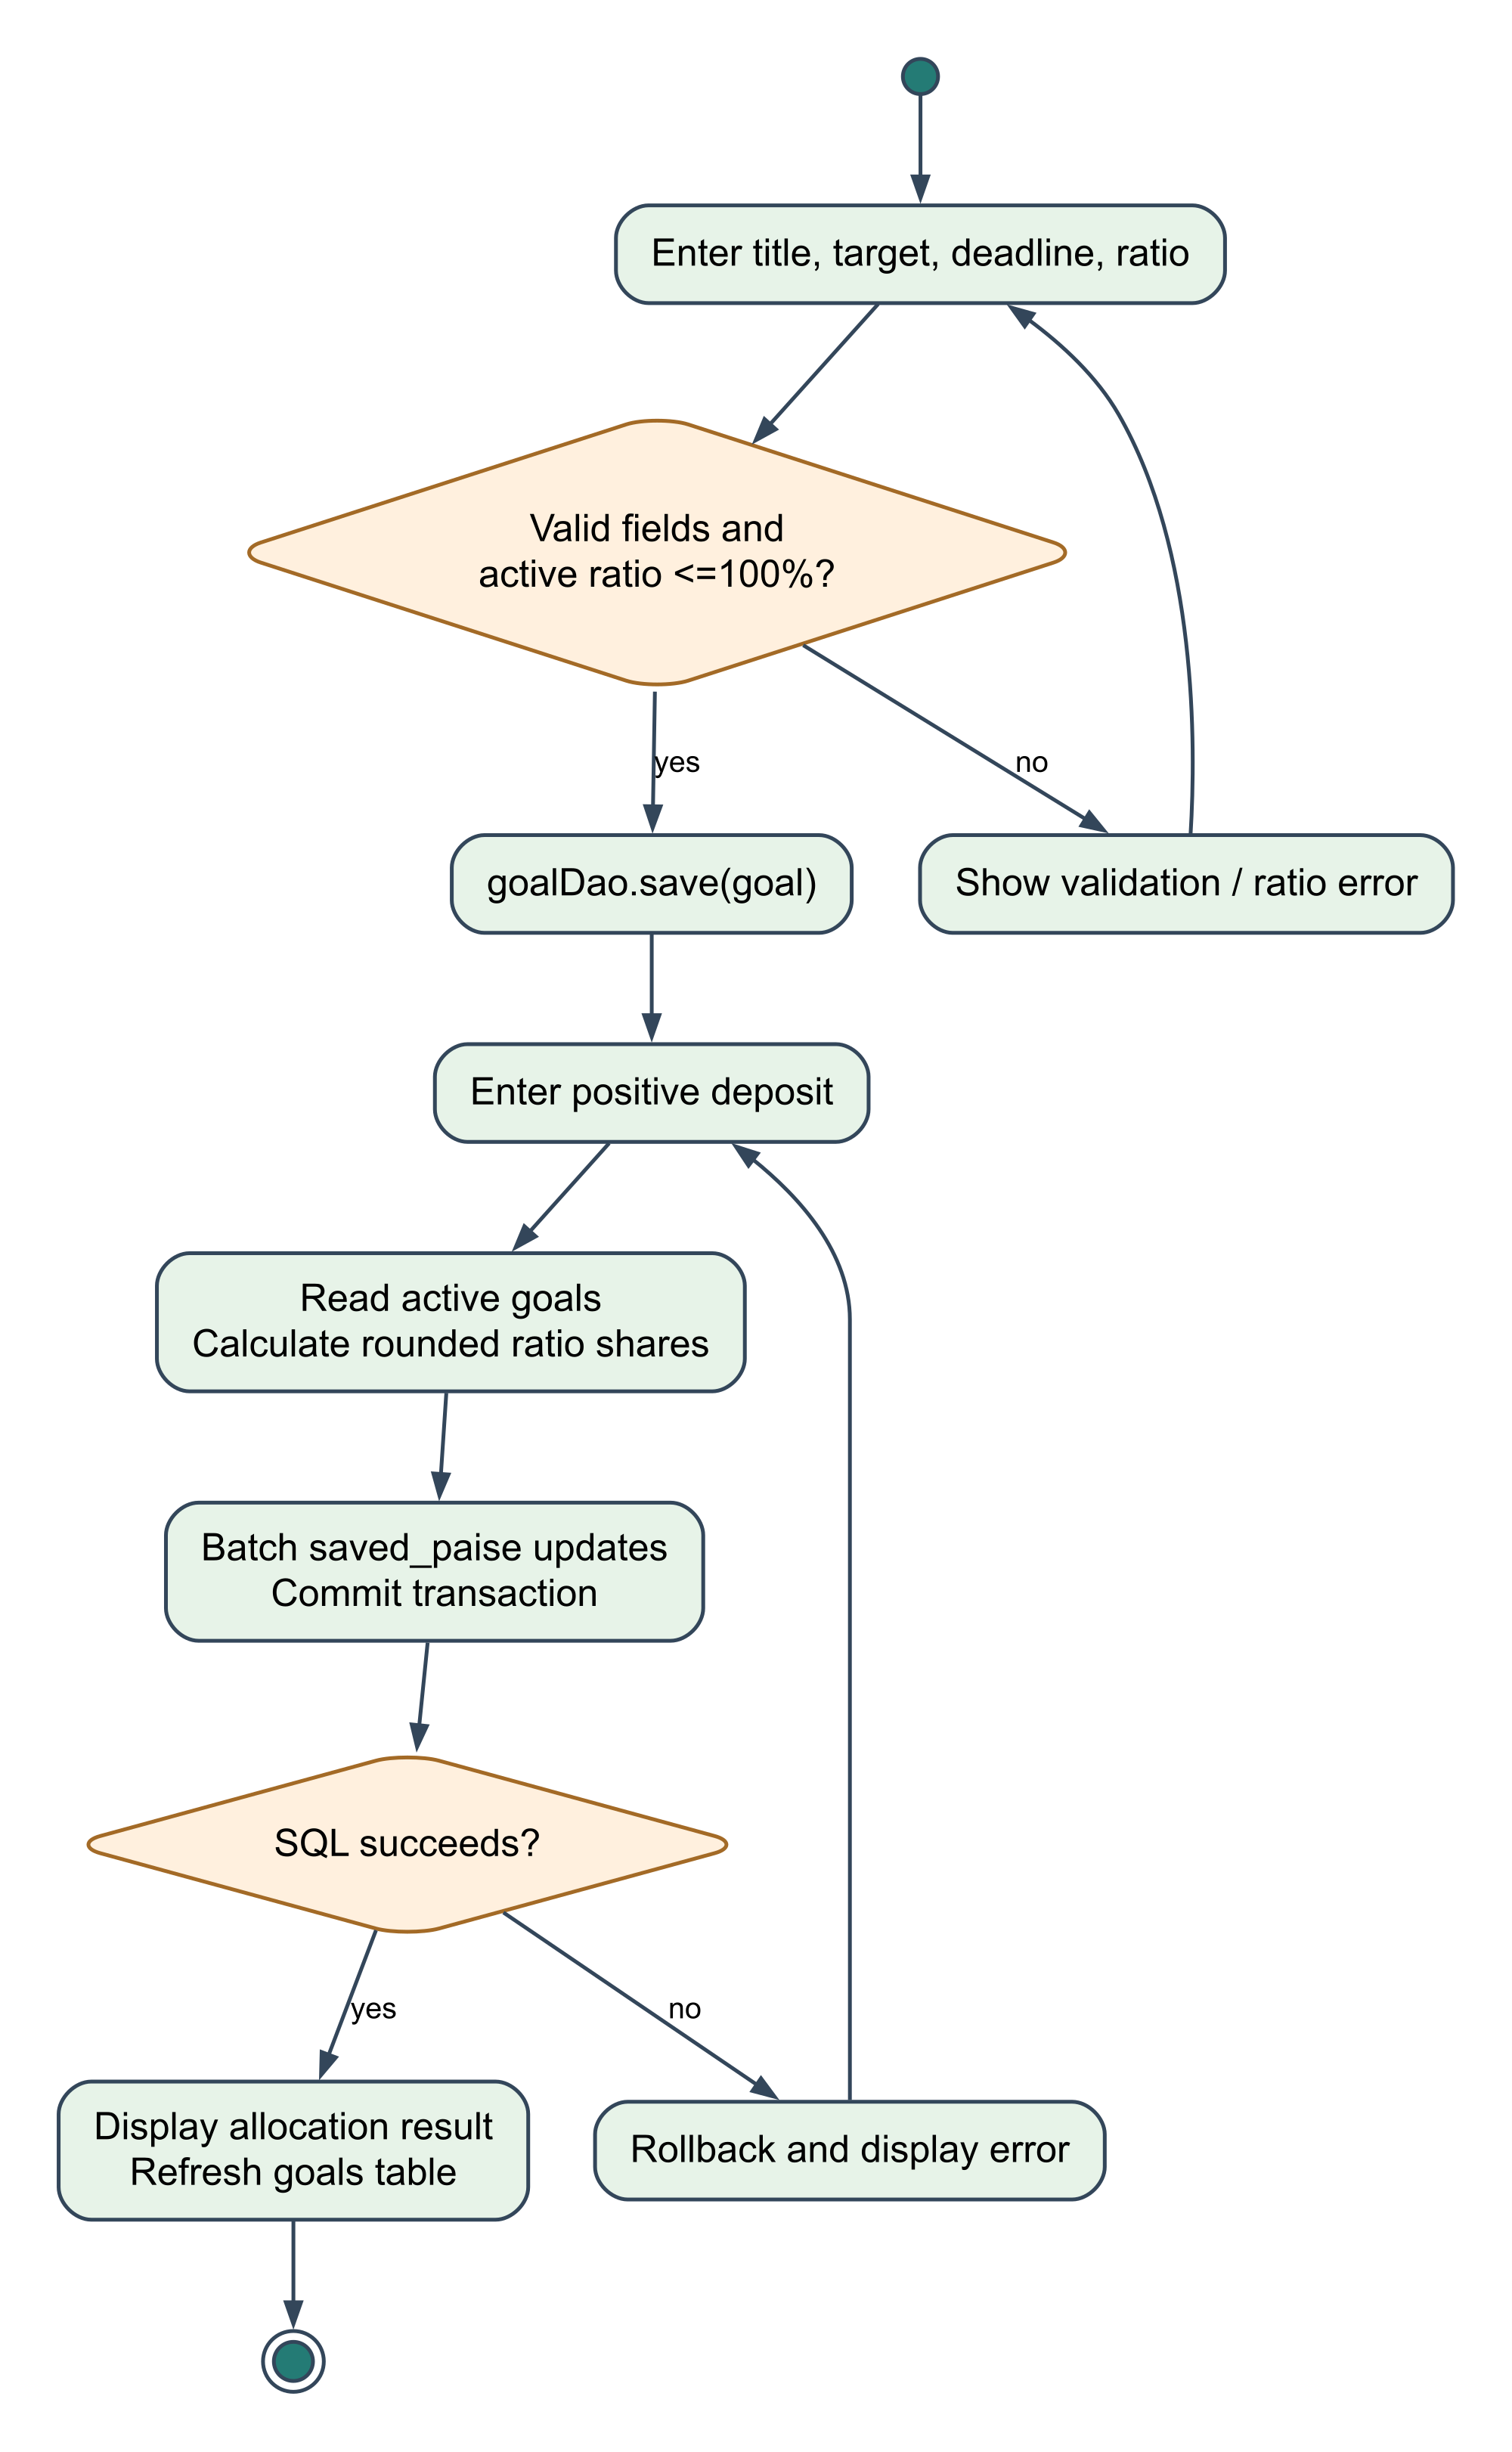 Enter title, target, deadline, ratio
Valid fields and
active ratio <=100%?
yes
no
goalDao.save(goal)
Show validation / ratio error
Enter positive deposit
Read active goals
Calculate rounded ratio shares
Batch saved_paise updates
Commit transaction
SQL succeeds?
yes
no
Display allocation result
Refresh goals table
Rollback and display error